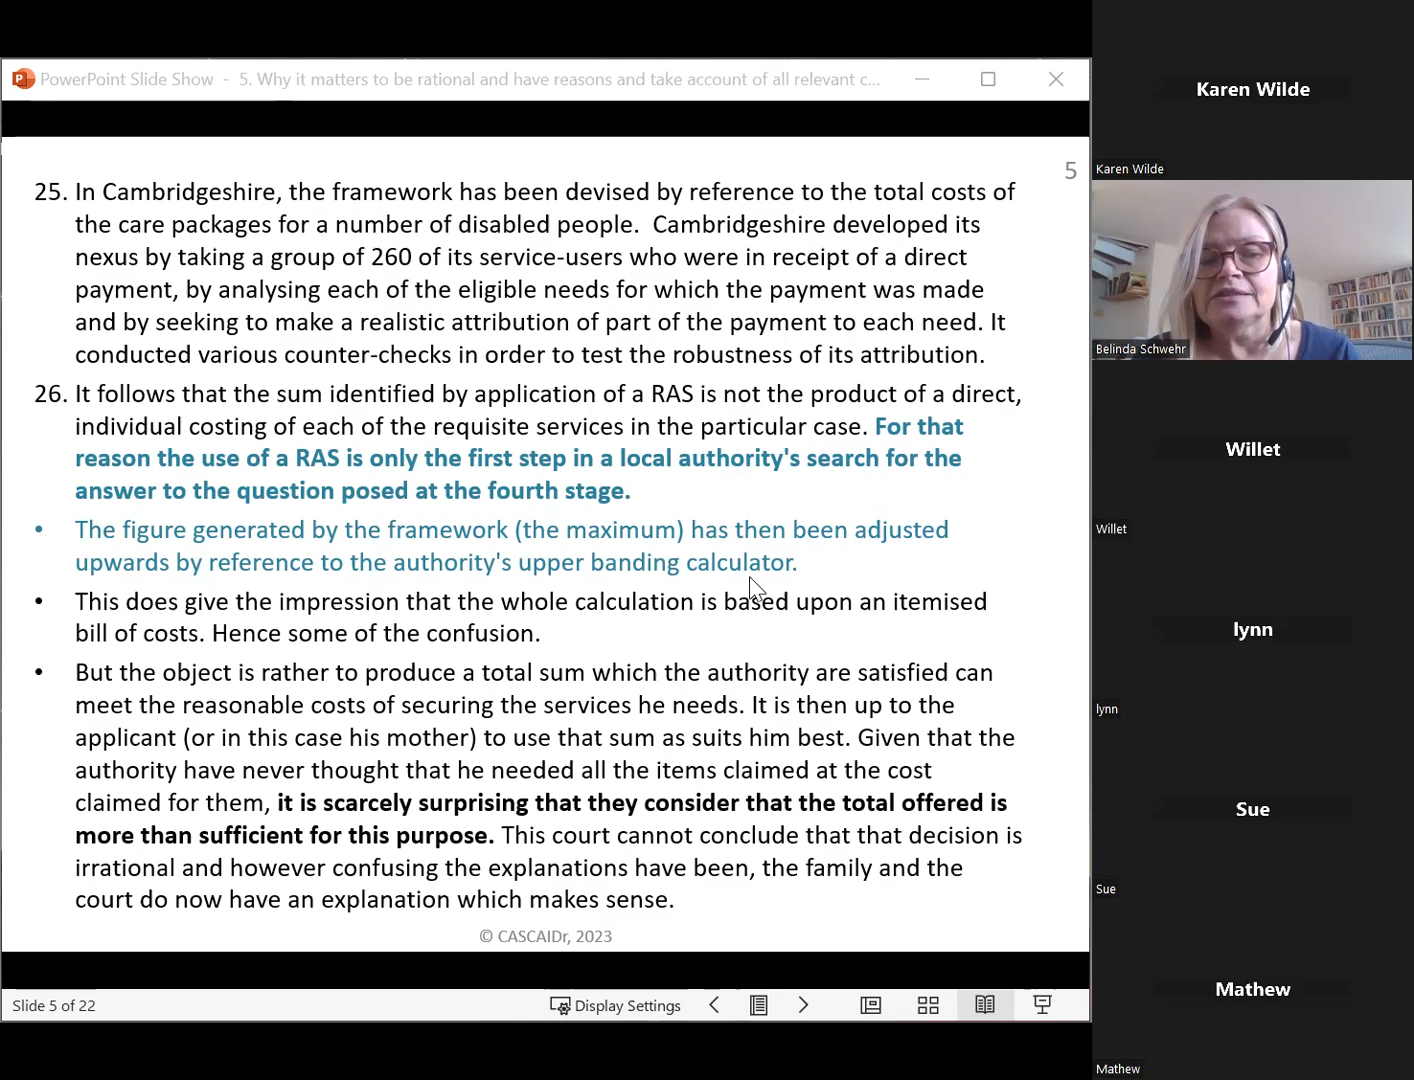 PowerPoint Slide Show - 5. Why it matters to be rational and have reasons and take account of all relevant c...
5
25. In Cambridgeshire, the framework has been devised by reference to the total costs of
the care packages for a number of disabled people. Cambridgeshire developed its
nexus by taking a group of 260 of its service-users who were in receipt of a direct
payment, by analysing each of the eligible needs for which the payment was made
and by seeking to make a realistic attribution of part of the payment to each need. It
conducted various counter-checks in order to test the robustness of its attribution.
26. It follows that the sum identified by application of a RAS is not the product of a direct,
individual costing of each of the requisite services in the particular case. For that
reason the use of a RAS is only the first step in a local authority's search for the
answer to the question posed at the fourth stage.
• The figure generated by the framework (the maximum) has then been adjusted
upwards by reference to the authority's upper banding calculator.
• This does give the impression that the whole calculation is based upon an itemised
bill of costs. Hence some of the confusion.
• But the object is rather to produce a total sum which the authority are satisfied can
meet the reasonable costs of securing the services he needs. It is then up to the
applicant (or in this case his mother) to use that sum as suits him best. Given that the
authority have never thought that he needed all the items claimed at the cost
claimed for them, it is scarcely surprising that they consider that the total offered is
more than sufficient for this purpose. This court cannot conclude that that decision is
irrational and however confusing the explanations have been, the family and the
court do now have an explanation which makes sense.
© CASCAIDr, 2023
Slide 5 of 22
Display Settings
Karen Wilde
Karen Wilde
Belinda Schwehr
Willet
Willet
lynn
lynn
Sue
Sue
Mathew
Mathew